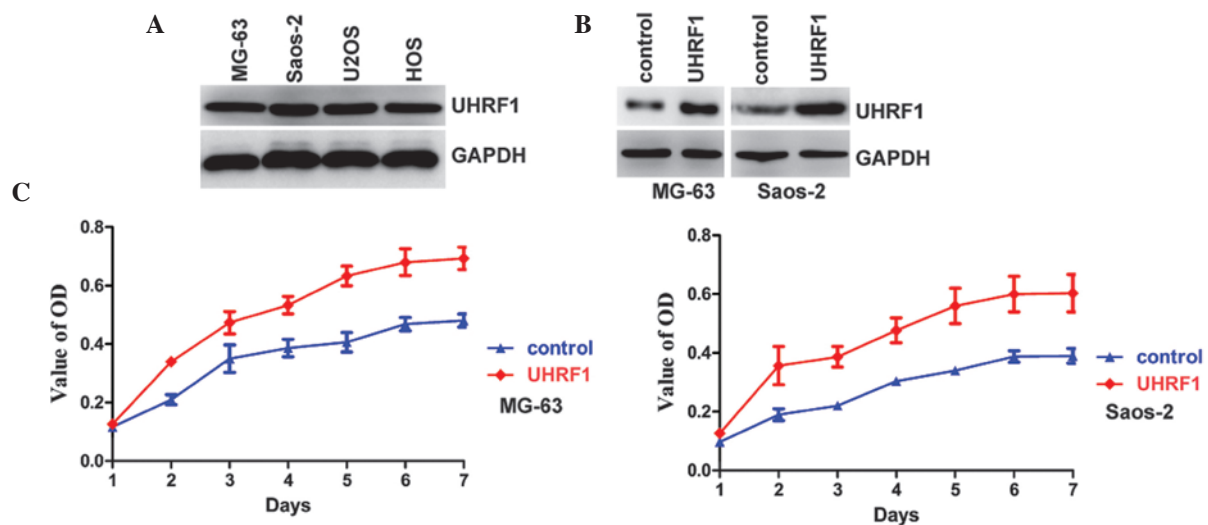 A
MG-63 Saos-2 U2OS HOS
UHRF1
GAPDH
B
control UHRF1 control UHRF1
UHRF1
GAPDH
MG-63 Saos-2
C
0.8
0.6
0.4
0.2
0.0
Value of OD
1 2 3 4 5 6 7
Days
control
UHRF1
MG-63
0.8
0.6
0.4
0.2
0.0
Value of OD
1 2 3 4 5 6 7
Days
control
UHRF1
Saos-2